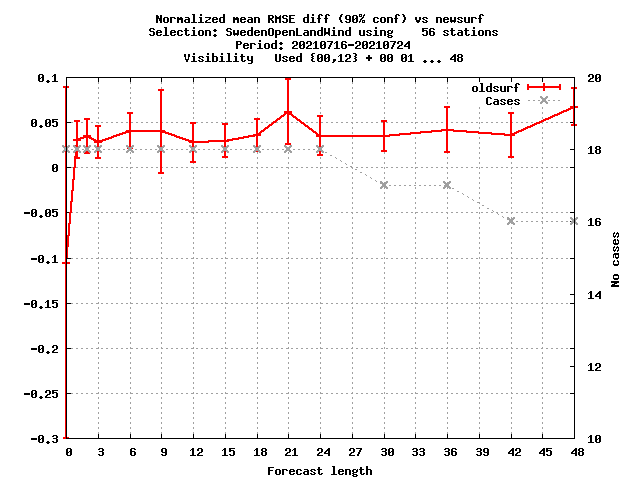 Normalized mean RMSE diff (90% conf) vs newsurf
Selection: SwedenOpenLandWind using    56 stations
Period: 20210716-20210724
Visibility   Used {00,12} + 00 01 ... 48
oldsurf
Cases
0.1
0.05
0
-0.05
-0.1
-0.15
-0.2
-0.25
-0.3
20
18
16
14
12
10
No cases
0 3 6 9 12 15 18 21 24 27 30 33 36 39 42 45 48
Forecast length